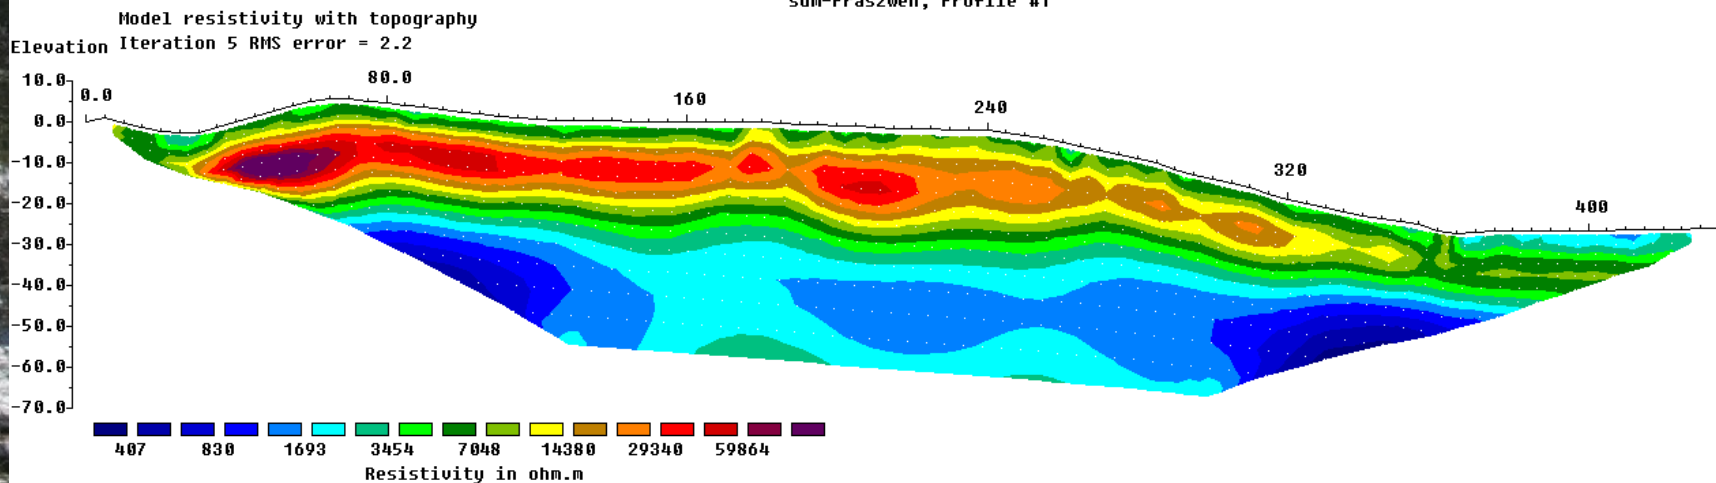 Profile #1
Model resistivity with topography
Elevation Iteration 5 RMS error = 2.2
10.0
0.0
-10.0
-20.0
-30.0
-40.0
-50.0
-60.0
-70.0
0.0 80.0 160 240 320 400
407 830 1693 3454 7048 14380 29340 59864
Resistivity in ohm.m